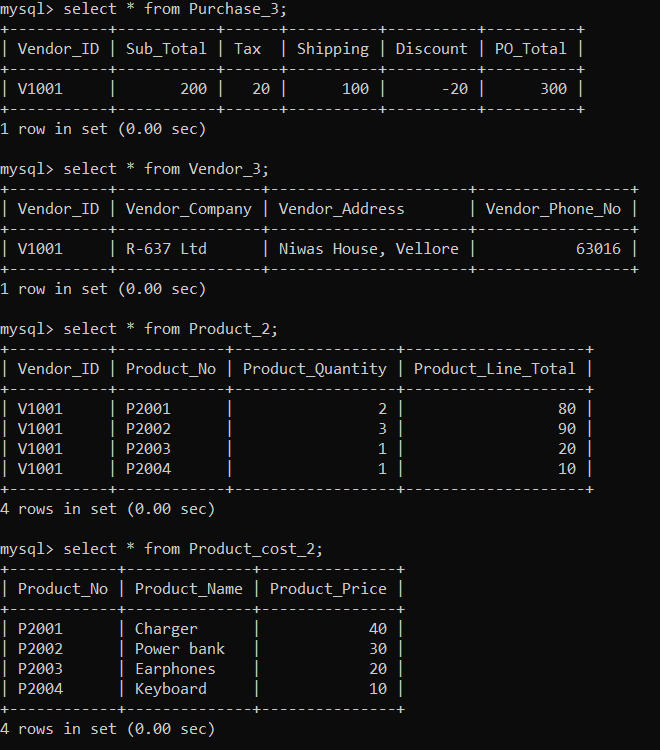 mysql> select * from Purchase_3;
+-----------+-----------+------+----------+----------+----------+
| Vendor_ID | Sub_Total | Tax  | Shipping | Discount | PO_Total |
+-----------+-----------+------+----------+----------+----------+
| V1001     |       200 |   20 |      100 |      -20 |      300 |
+-----------+-----------+------+----------+----------+----------+
1 row in set (0.00 sec)
mysql> select * from Vendor_3;
+-----------+----------------+----------------------+-----------------+
| Vendor_ID | Vendor_Company | Vendor_Address       | Vendor_Phone_No |
+-----------+----------------+----------------------+-----------------+
| V1001     | R-637 Ltd      | Niwas House, Vellore |           63016 |
+-----------+----------------+----------------------+-----------------+
1 row in set (0.00 sec)
mysql> select * from Product_2;
+-----------+------------+------------------+--------------------+
| Vendor_ID | Product_No | Product_Quantity | Product_Line_Total |
+-----------+------------+------------------+--------------------+
| V1001     | P2001      |                2 |                 80 |
| V1001     | P2002      |                3 |                 90 |
| V1001     | P2003      |                1 |                 20 |
| V1001     | P2004      |                1 |                 10 |
+-----------+------------+------------------+--------------------+
4 rows in set (0.00 sec)
mysql> select * from Product_cost_2;
+------------+--------------+---------------+
| Product_No | Product_Name | Product_Price |
+------------+--------------+---------------+
| P2001      | Charger      |            40 |
| P2002      | Power bank   |            30 |
| P2003      | Earphones    |            20 |
| P2004      | Keyboard     |            10 |
+------------+--------------+---------------+
4 rows in set (0.00 sec)